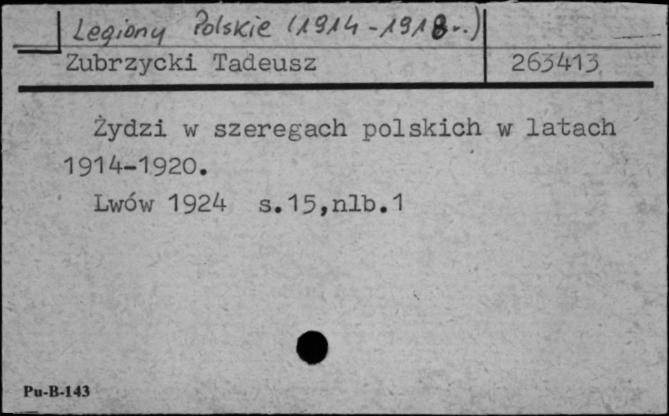 Legiony Polskie (1914-1918r.)
Zubrzycki Tadeusz 263413
Żydzi w szeregach polskich w latach
1914-1920.
Lwów 1924 s.15,nlb.1
Pu-B-143